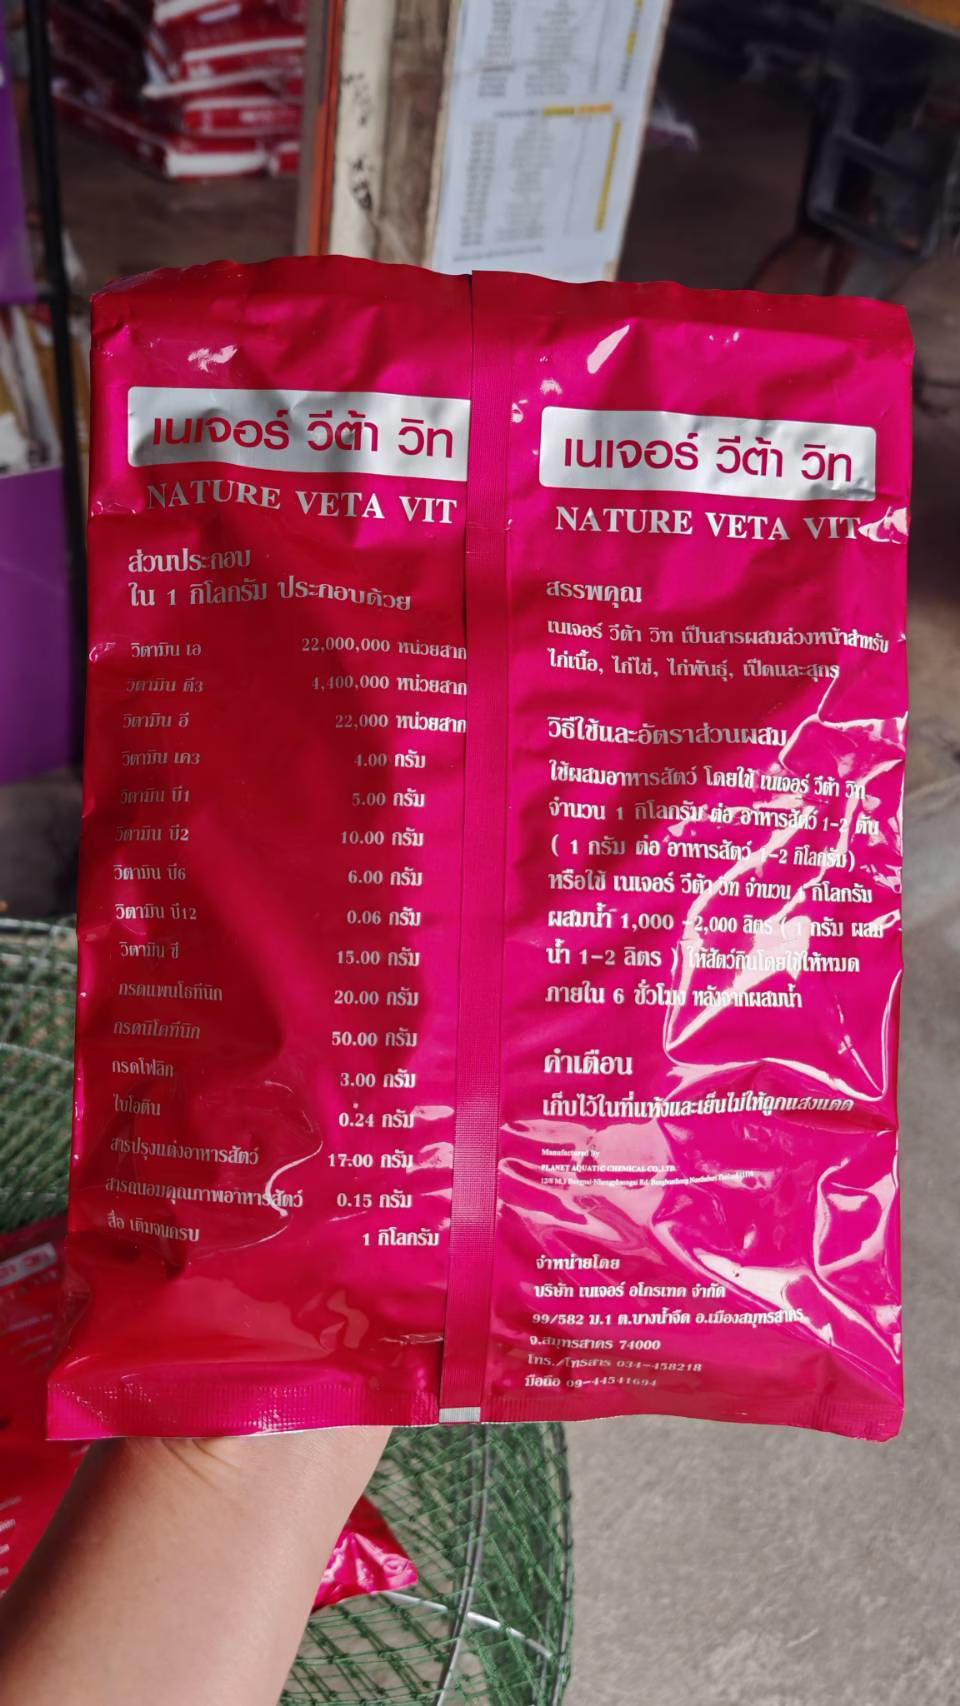 เนเจอร์ วีต้า วิท
NATURE VETA VIT
ส่วนประกอบ
ใน 1 กิโลกรัม ประกอบด้วย
วิตามิน เอ 22,000,000 หน่วยสาก
วิตามิน ดี3 4,400,000 หน่วยสาก
วิตามิน อี 22,000 หน่วยสาก
วิตามิน เค3 4.00 กรัม
วิตามิน บี1 5.00 กรัม
วิตามิน บี2 10.00 กรัม
วิตามิน บี6 6.00 กรัม
วิตามิน บี12 0.06 กรัม
วิตามิน ซี 15.00 กรัม
กรดแพนโธทีนิก 20.00 กรัม
กรดนิโคทีนิก 50.00 กรัม
กรดโฟลิก 3.00 กรัม
ไบโอติน 0.24 กรัม
สารปรุงแต่งอาหารสัตว์ 17.00 กรัม
สารถนอมคุณภาพอาหารสัตว์ 0.15 กรัม
สื่อ เติมจนครบ 1 กิโลกรัม
เนเจอร์ วีต้า วิท
NATURE VETA VIT
สรรพคุณ
เนเจอร์ วีต้า วิท เป็นสารผสมล่วงหน้าสำหรับ
ไก่เนื้อ, ไก่ไข่, ไก่พันธุ์, เป็ดและสุกร
วิธีใช้และอัตราส่วนผสม
ใช้ผสมอาหารสัตว์ โดยใช้ เนเจอร์ วีต้า วิท
จำนวน 1 กิโลกรัม ต่อ อาหารสัตว์ 1-2 ตัน
( 1 กรัม ต่อ อาหารสัตว์ 1-2 กิโลกรัม)
หรือใช้ เนเจอร์ วีต้า วิท จำนวน 1 กิโลกรัม
ผสมน้ำ 1,000 -2,000 ลิตร ( 1 กรัม ผสม
น้ำ 1-2 ลิตร ) ให้สัตว์กินโดยใช้ให้หมด
ภายใน 6 ชั่วโมง หลังจากผสมน้ำ
คำเตือน
เก็บไว้ในที่แห้งและเย็นไม่ให้ถูกแสงแดด
Manufactured By
PLANET AQUATIC CHEMICAL CO.,LTD.
จำหน่ายโดย
บริษัท เนเจอร์ อโกรเทค จำกัด
99/582 ม.1 ต.บางน้ำจืด อ.เมืองสมุทรสาคร
จ.สมุทรสาคร 74000
โทร./โทรสาร 034-458218
มือถือ 09-44541694